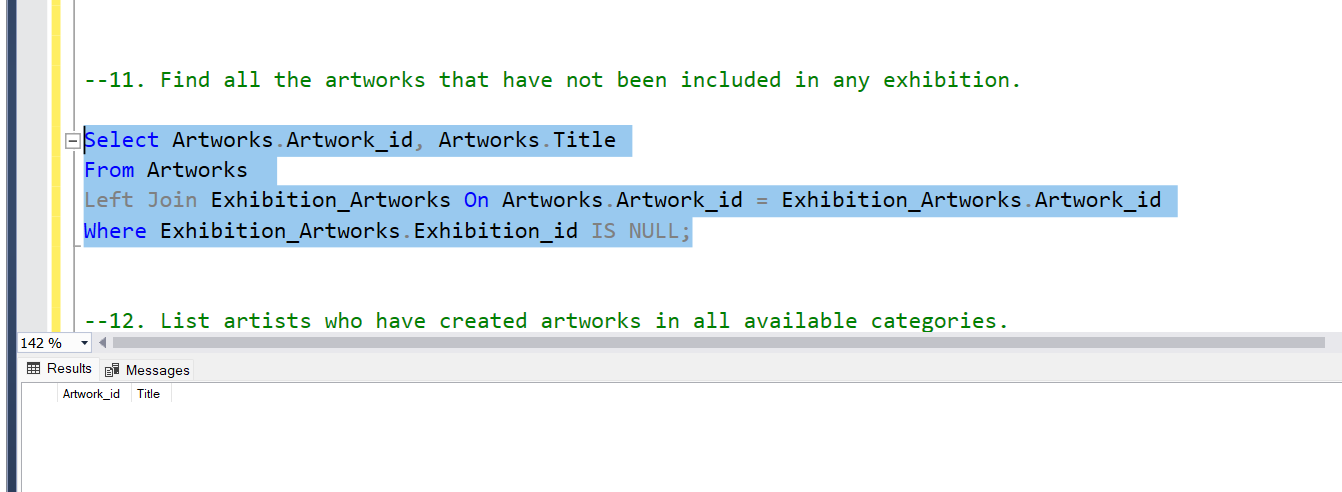 --11. Find all the artworks that have not been included in any exhibition.
Select Artworks.Artwork_id, Artworks.Title
From Artworks
Left Join Exhibition_Artworks On Artworks.Artwork_id = Exhibition_Artworks.Artwork_id
Where Exhibition_Artworks.Exhibition_id IS NULL;
--12. List artists who have created artworks in all available categories.
142 %
Results Messages
Artwork_id Title